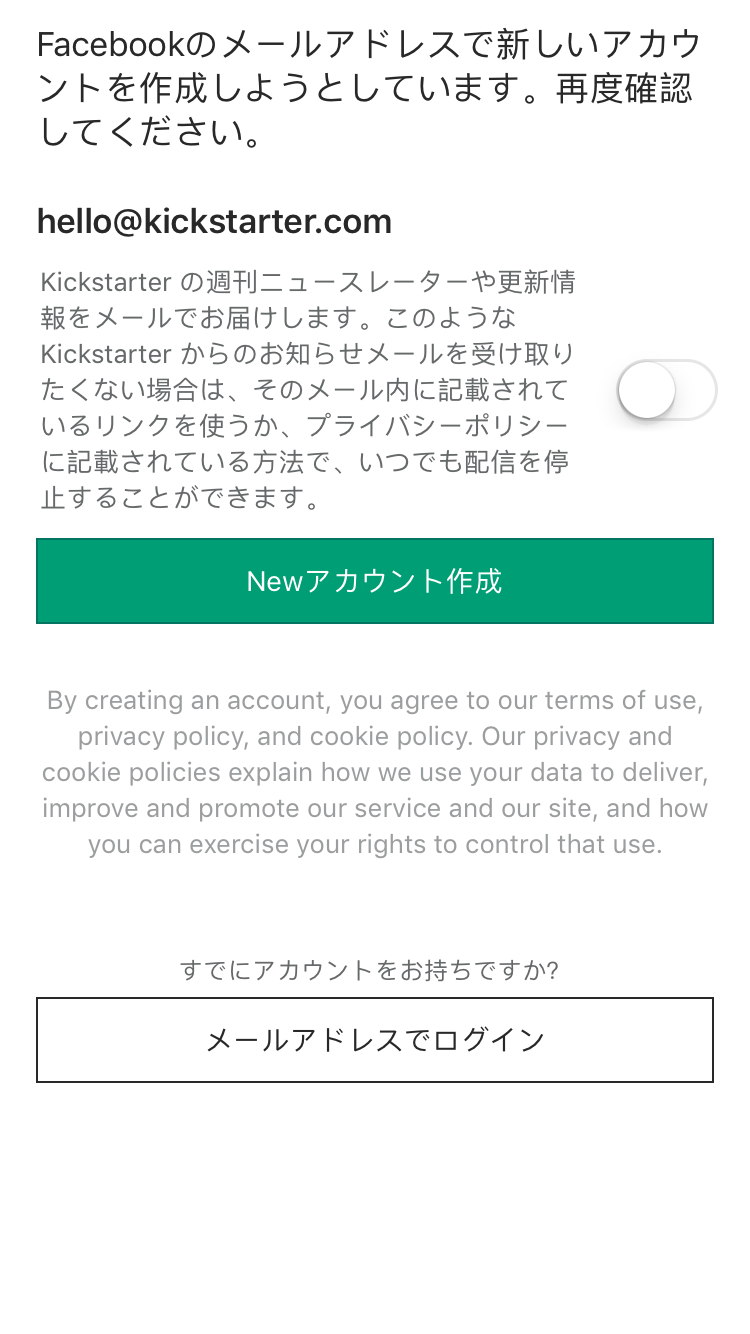 Facebookのメールアドレスで新しいアカウ
ントを作成しようとしています。再度確認
してください。
hello@kickstarter.com
Kickstarter の週刊ニュースレーターや更新情
報をメールでお届けします。このような
Kickstarter からのお知らせメールを受け取り
たくない場合は、そのメール内に記載されて
いるリンクを使うか、プライバシーポリシー
に記載されている方法で、いつでも配信を停
止することができます。
Newアカウント作成
By creating an account, you agree to our terms of use,
privacy policy, and cookie policy. Our privacy and
cookie policies explain how we use your data to deliver,
improve and promote our service and our site, and how
you can exercise your rights to control that use.
すでにアカウントをお持ちですか?
メールアドレスでログイン